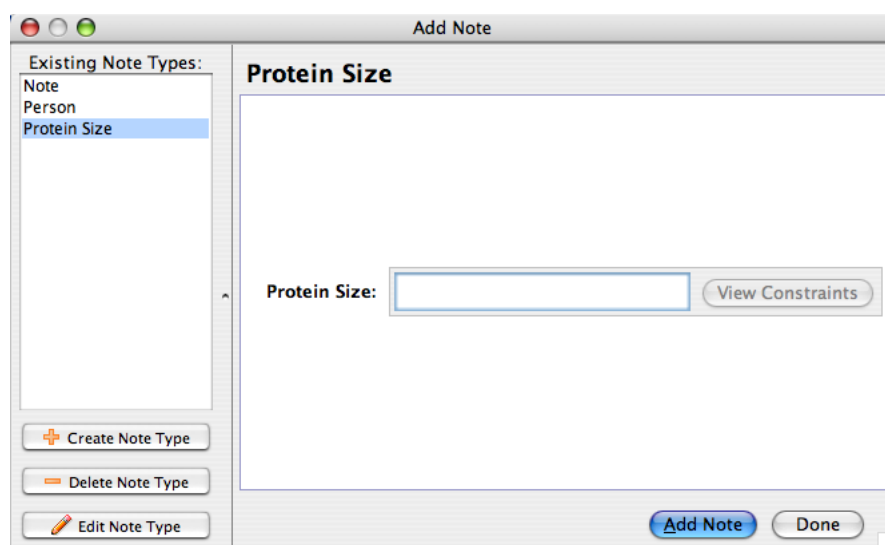 Add Note
Existing Note Types:
Note
Person
Protein Size
Create Note Type
Delete Note Type
Edit Note Type
Protein Size
Protein Size:
View Constraints
Add Note
Done